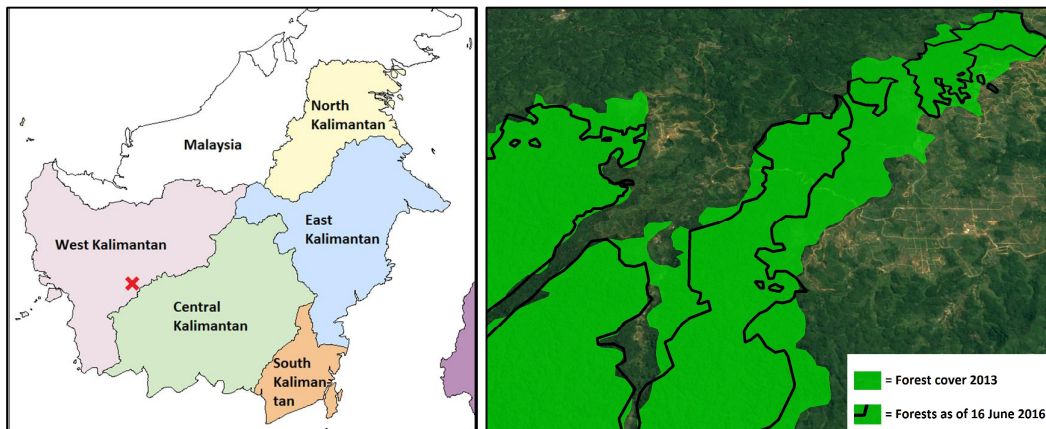 North
Kalimantan
Malaysia
East
Kalimantan
West Kalimantan
Central
Kalimantan
South
Kaliman-
tan
= Forest cover 2013
= Forests as of 16 June 2016